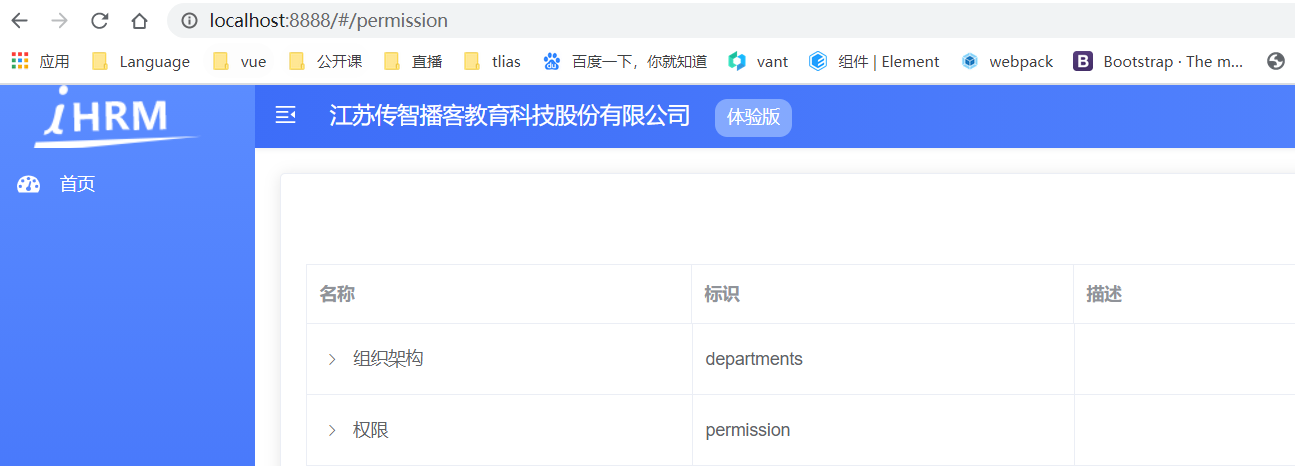 localhost:8888/#/permission
应用 Language vue 公开课 直播 tlias 百度一下，你就知道 vant 组件 | Element webpack B Bootstrap · The m...
iHRM 江苏传智播客教育科技股份有限公司 体验版
首页
名称 标识 描述
组织架构 departments
权限 permission